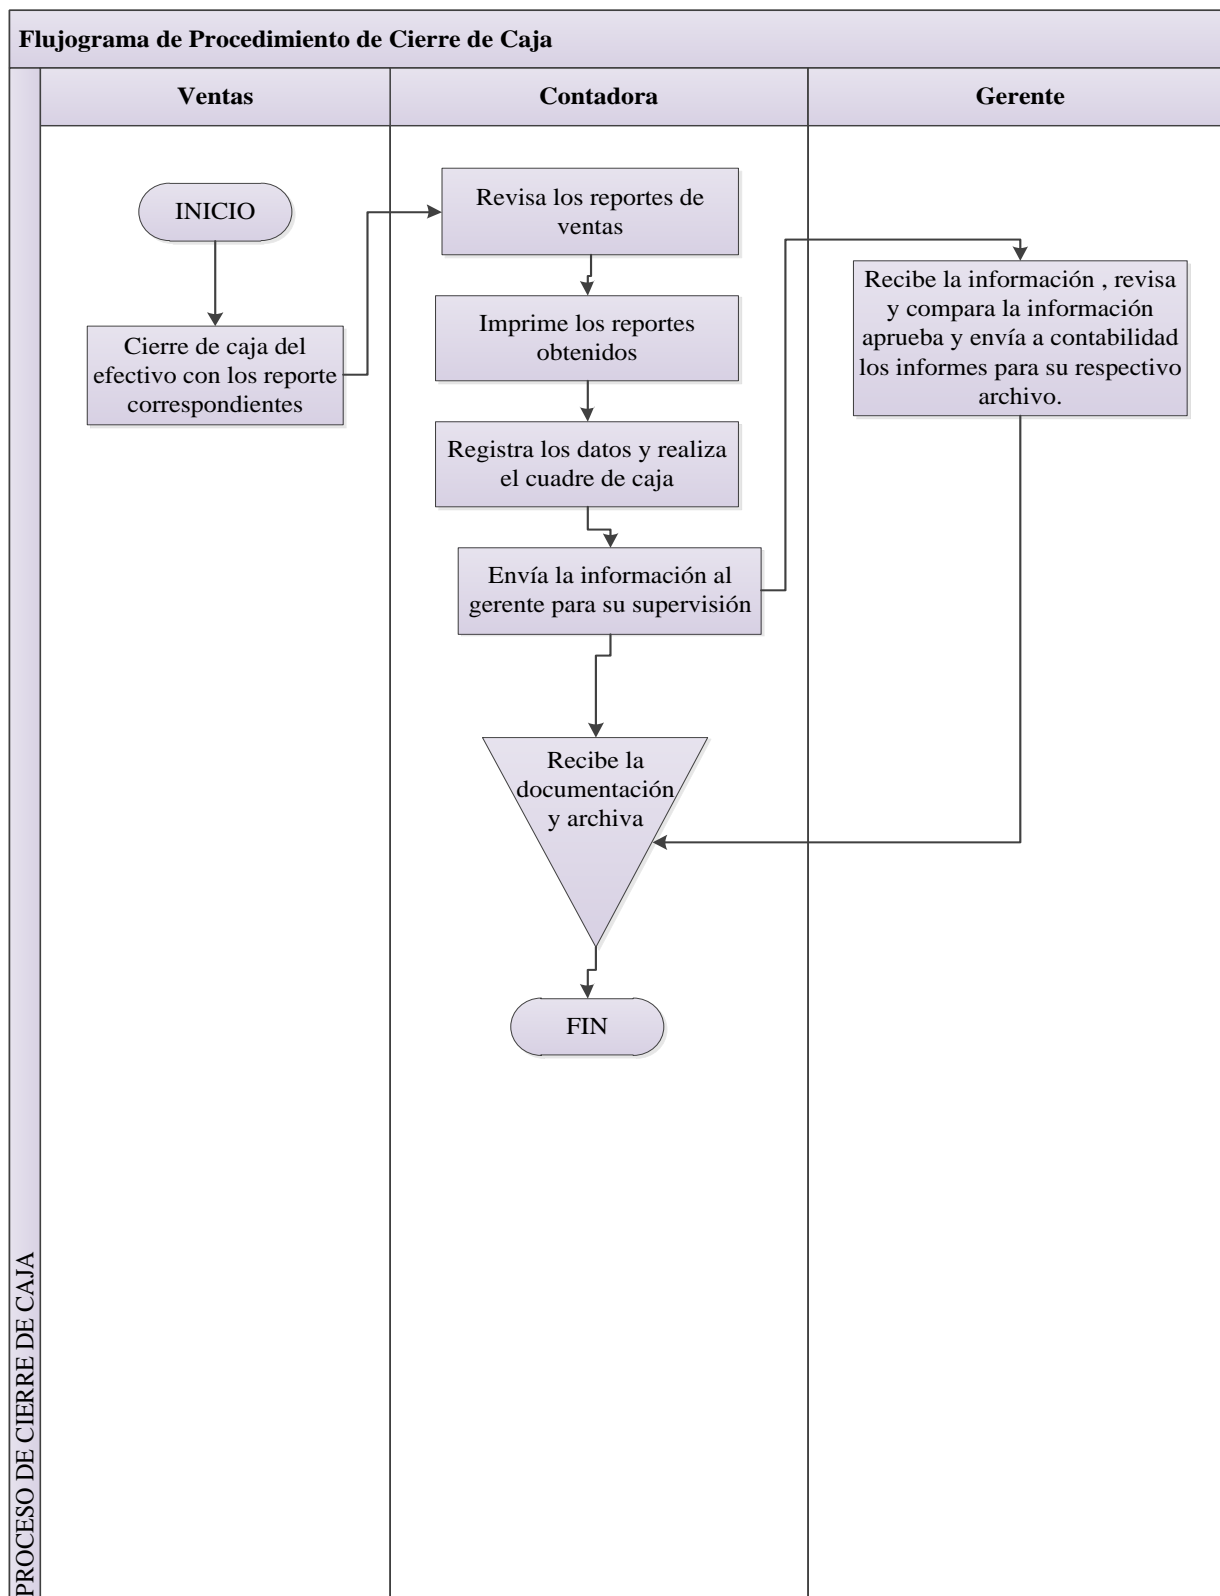 Flujograma de Procedimiento de Cierre de Caja
Ventas
Contadora
Gerente
INICIO
Cierre de caja del
efectivo con los reporte
correspondientes
Revisa los reportes de
ventas
Imprime los reportes
obtenidos
Registra los datos y realiza
el cuadre de caja
Envía la información al
gerente para su supervisión
Recibe la información , revisa
y compara la información
aprueba y envía a contabilidad
los informes para su respectivo
archivo.
Recibe la
documentación
y archiva
FIN
PROCESO DE CIERRE DE CAJA